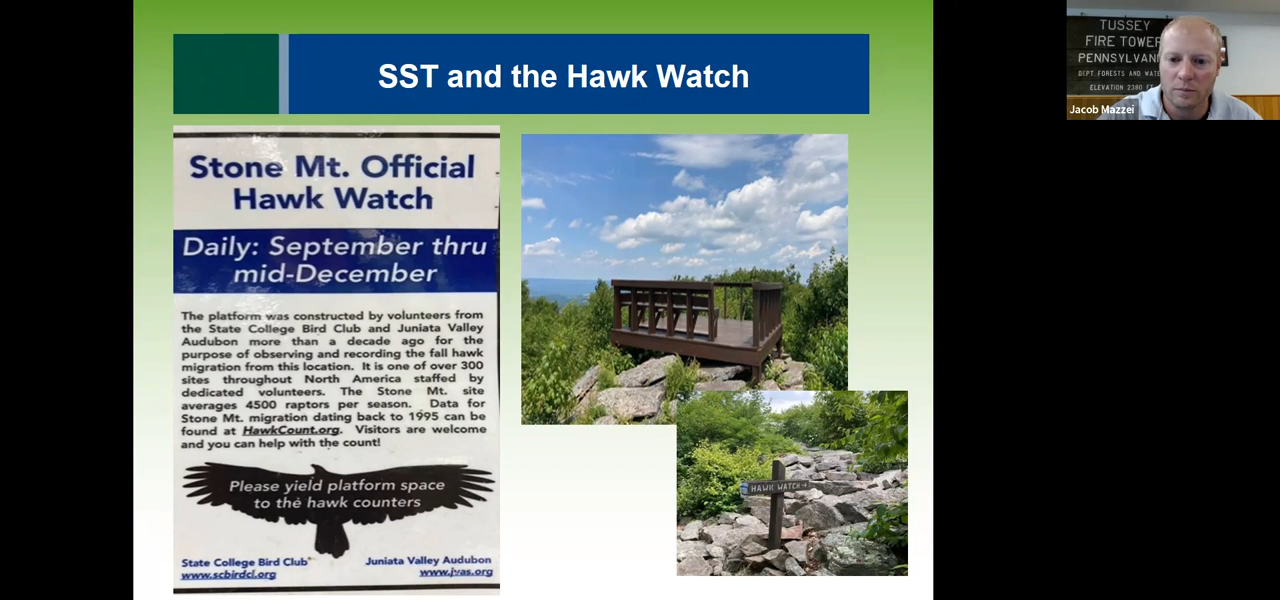 SST and the Hawk Watch
Stone Mt. Official
Hawk Watch
Daily: September thru
mid-December
The platform was constructed by volunteers from
the State College Bird Club and Juniata Valley
Audubon more than a decade ago for the
purpose of observing and recording the fall hawk
migration from this location. It is one of over 300
sites throughout North America staffed by
dedicated volunteers. The Stone Mt. site
averages 4500 raptors per season. Data for
Stone Mt. migration dating back to 1995 can be
found at HawkCount.org. Visitors are welcome
and you can help with the count!
Please yield platform space
to the hawk counters
State College Bird Club
www.scbirdcl.org
Juniata Valley Audubon
www.jvas.org
HAWK WATCH
TUSSEY
FIRE TOWER
PENNSYLVANI
DEPT FORESTS AND WATE
ELEVATION 2380 F
Jacob Mazzei